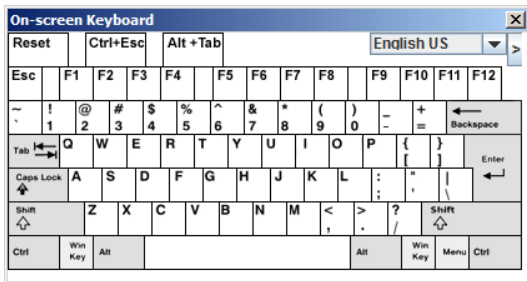 On-screen Keyboard
Reset Ctrl+Esc Alt +Tab English US >
Esc F1 F2 F3 F4 F5 F6 F7 F8 F9 F10 F11 F12
~ ! @ # $ % ^ & * ( ) _ +
` 1 2 3 4 5 6 7 8 9 0 - = Backspace
Tab Q W E R T Y U I O P { }
[ ] Enter
Caps Lock A S D F G H J K L : " |
; ' \
Shift Z X C V B N M < > ? Shift
, . /
Ctrl Win Key Alt Alt Win Key Menu Ctrl